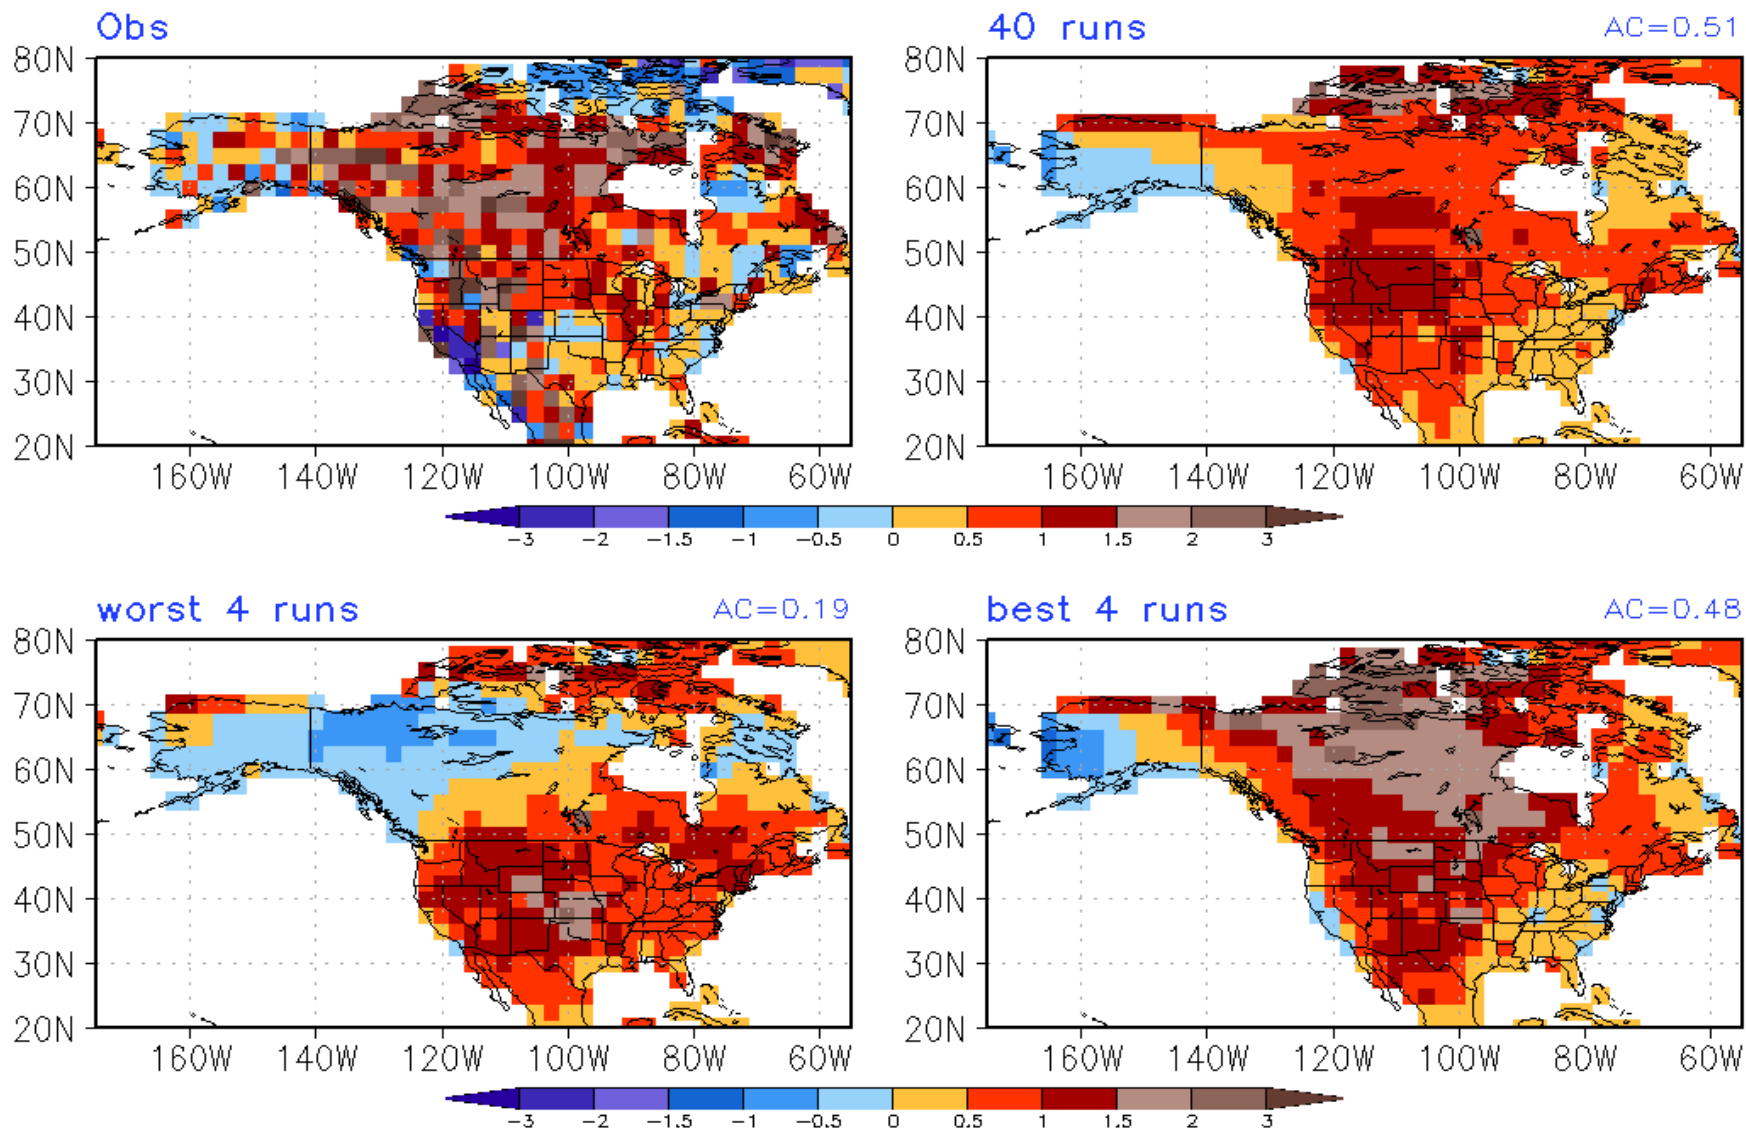 Obs
40 runs AC=0.51
80N 80N
70N 70N
60N 60N
50N 50N
40N 40N
30N 30N
20N 20N
160W 140W 120W 100W 80W 60W 160W 140W 120W 100W 80W 60W
-3 -2 -1.5 -1 -0.5 0 0.5 1 1.5 2 3
worst 4 runs AC=0.19
best 4 runs AC=0.48
80N 80N
70N 70N
60N 60N
50N 50N
40N 40N
30N 30N
20N 20N
160W 140W 120W 100W 80W 60W 160W 140W 120W 100W 80W 60W
-3 -2 -1.5 -1 -0.5 0 0.5 1 1.5 2 3